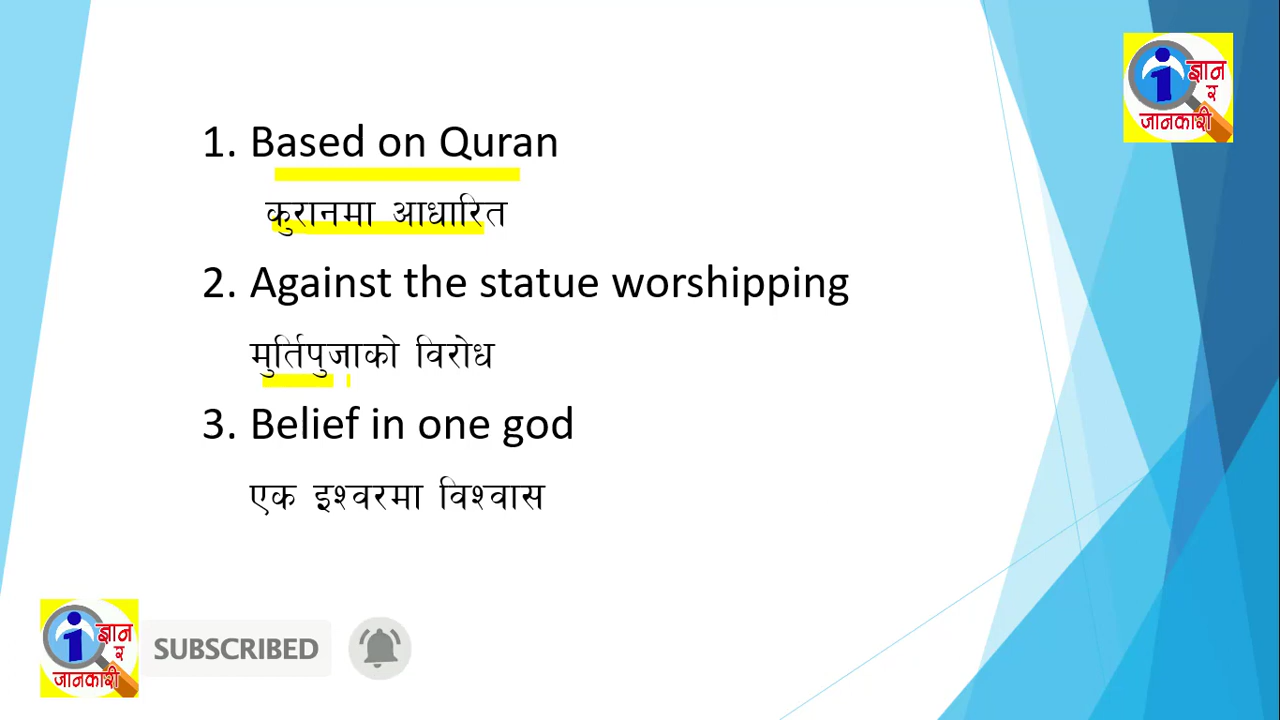 ज्ञान
र
जानकारी
1. Based on Quran
कुरानमा आधारित
2. Against the statue worshipping
मुर्तिपुजाको विरोध
3. Belief in one god
एक इश्वरमा विश्वास
ज्ञान
र
जानकारी
SUBSCRIBED